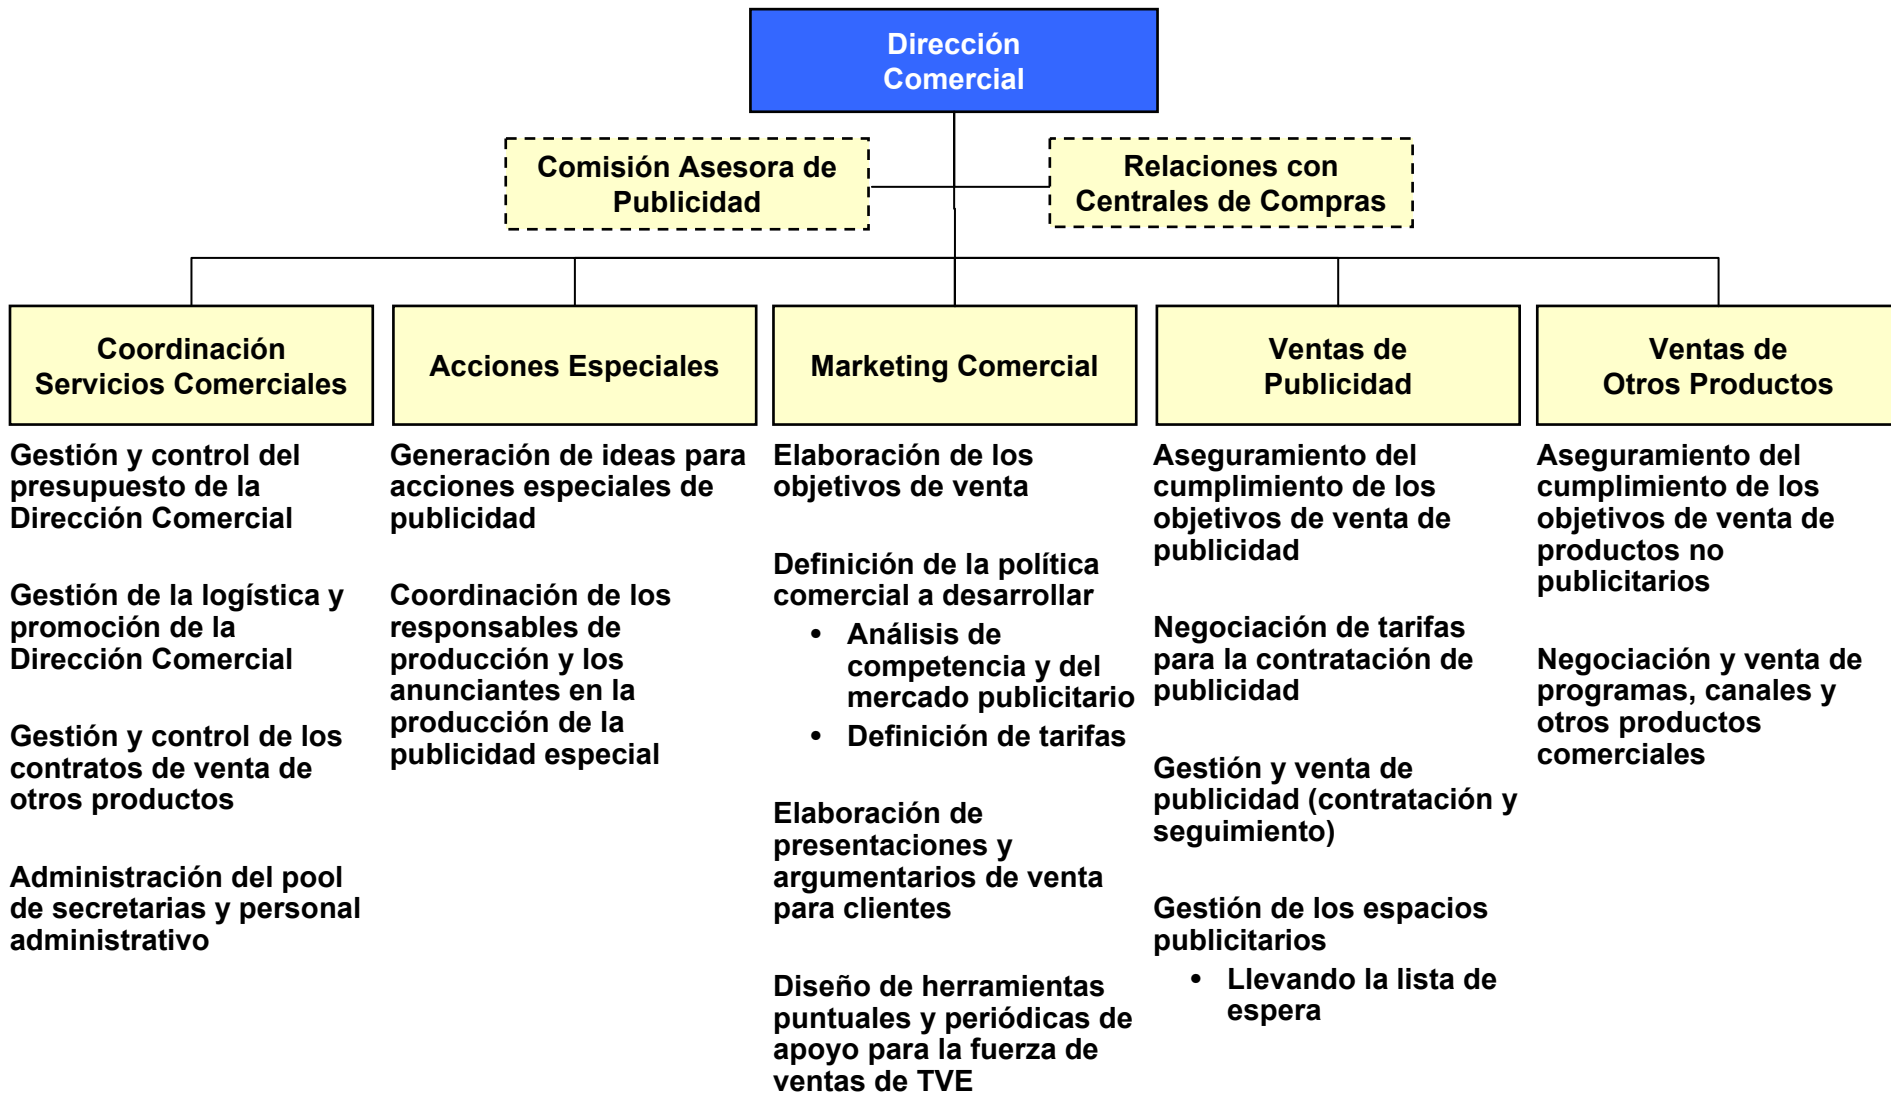 Dirección
Comercial
Comisión Asesora de
Publicidad
Relaciones con
Centrales de Compras
Coordinación
Servicios Comerciales
Acciones Especiales
Marketing Comercial
Ventas de
Publicidad
Ventas de
Otros Productos
Gestión y control del
presupuesto de la
Dirección Comercial
Gestión de la logística y
promoción de la
Dirección Comercial
Gestión y control de los
contratos de venta de
otros productos
Administración del pool
de secretarias y personal
administrativo
Generación de ideas para
acciones especiales de
publicidad
Coordinación de los
responsables de
producción y los
anunciantes en la
producción de la
publicidad especial
Elaboración de los
objetivos de venta
Definición de la política
comercial a desarrollar
• Análisis de
competencia y del
mercado publicitario
• Definición de tarifas
Elaboración de
presentaciones y
argumentarios de venta
para clientes
Diseño de herramientas
puntuales y periódicas de
apoyo para la fuerza de
ventas de TVE
Aseguramiento del
cumplimiento de los
objetivos de venta de
publicidad
Negociación de tarifas
para la contratación de
publicidad
Gestión y venta de
publicidad (contratación y
seguimiento)
Gestión de los espacios
publicitarios
• Llevando la lista de
espera
Aseguramiento del
cumplimiento de los
objetivos de venta de
productos no
publicitarios
Negociación y venta de
programas, canales y
otros productos
comerciales